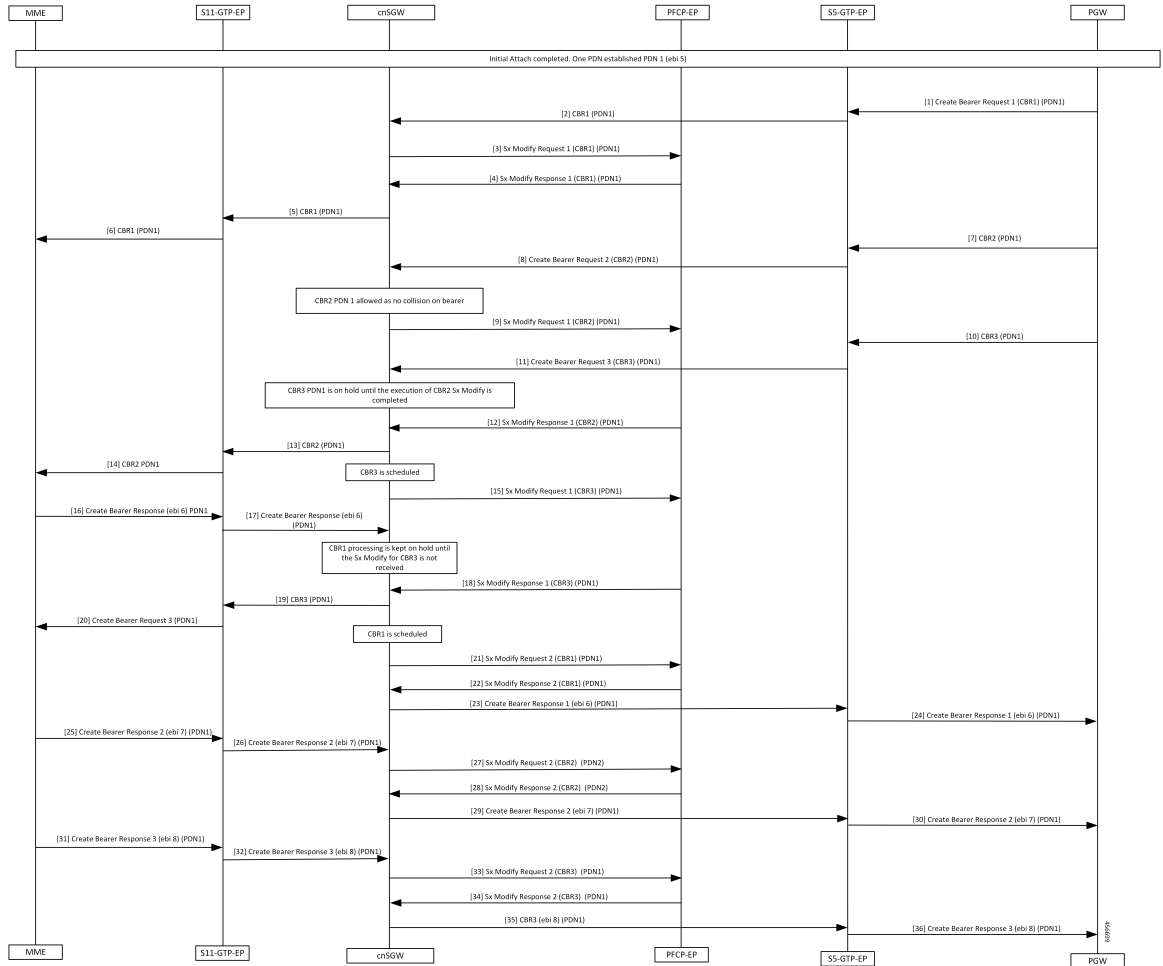 MME
S11-GTP-EP
cnSGW
PFCP-EP
S5-GTP-EP
PGW
Initial Attach completed. One PDN established PDN 1 (ebi 5)
[1] Create Bearer Request 1 (CBR1) (PDN1)
[2] CBR1 (PDN1)
[3] Sx Modify Request 1 (CBR1) (PDN1)
[4] Sx Modify Response 1 (CBR1) (PDN1)
[5] CBR1 (PDN1)
[6] CBR1 (PDN1)
[7] CBR2 (PDN1)
[8] Create Bearer Request 2 (CBR2) (PDN1)
CBR2 PDN 1 allowed as no collision on bearer
[9] Sx Modify Request 1 (CBR2) (PDN1)
[10] CBR3 (PDN1)
[11] Create Bearer Request 3 (CBR3) (PDN1)
CBR3 PDN1 is on hold until the execution of CBR2 Sx Modify is
completed
[12] Sx Modify Response 1 (CBR2) (PDN1)
[13] CBR2 (PDN1)
[14] CBR2 PDN1
CBR3 is scheduled
[15] Sx Modify Request 1 (CBR3) (PDN1)
[16] Create Bearer Response (ebi 6) PDN1
[17] Create Bearer Response (ebi 6)
(PDN1)
CBR1 processing is kept on hold until
the Sx Modify for CBR3 is not
received
[18] Sx Modify Response 1 (CBR3) (PDN1)
[19] CBR3 (PDN1)
[20] Create Bearer Request 3 (PDN1)
CBR1 is scheduled
[21] Sx Modify Request 2 (CBR1) (PDN1)
[22] Sx Modify Response 2 (CBR1) (PDN1)
[23] Create Bearer Response 1 (ebi 6) (PDN1)
[24] Create Bearer Response 1 (ebi 6) (PDN1)
[25] Create Bearer Response 2 (ebi 7) (PDN1)
[26] Create Bearer Response 2 (ebi 7) (PDN1)
[27] Sx Modify Request 2 (CBR2) (PDN2)
[28] Sx Modify Response 2 (CBR2) (PDN2)
[29] Create Bearer Response 2 (ebi 7) (PDN1)
[30] Create Bearer Response 2 (ebi 7) (PDN1)
[31] Create Bearer Response 3 (ebi 8) (PDN1)
[32] Create Bearer Response 3 (ebi 8) (PDN1)
[33] Sx Modify Request 2 (CBR3) (PDN1)
[34] Sx Modify Response 2 (CBR3) (PDN1)
[35] CBR3 (ebi 8) (PDN1)
[36] Create Bearer Response 3 (ebi 8) (PDN1)
456699
MME
S11-GTP-EP
cnSGW
PFCP-EP
S5-GTP-EP
PGW